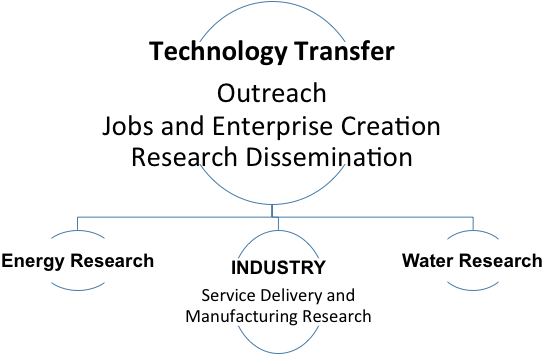 Technology Transfer
Outreach
Jobs and Enterprise Creation
Research Dissemination
Energy Research
INDUSTRY
Service Delivery and
Manufacturing Research
Water Research